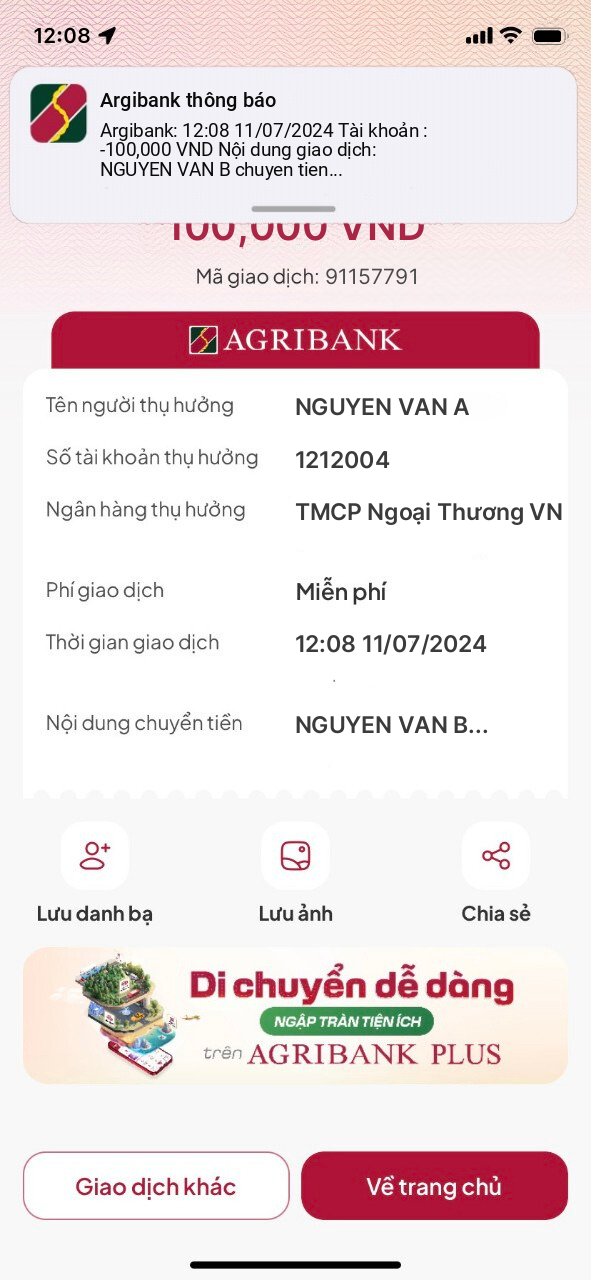 12:08
Argibank thông báo
Argibank: 12:08 11/07/2024 Tài khoản :
-100,000 VND Nội dung giao dịch:
NGUYEN VAN B chuyen tien...
100,000 VND
Mã giao dịch: 91157791
AGRIBANK
Tên người thụ hưởng NGUYEN VAN A
Số tài khoản thụ hưởng 1212004
Ngân hàng thụ hưởng TMCP Ngoại Thương VN
Phí giao dịch Miễn phí
Thời gian giao dịch 12:08 11/07/2024
Nội dung chuyển tiền NGUYEN VAN B...
Lưu danh bạ Lưu ảnh Chia sẻ
Di chuyển dễ dàng
NGẬP TRÀN TIỆN ÍCH
trên AGRIBANK PLUS
Giao dịch khác Về trang chủ